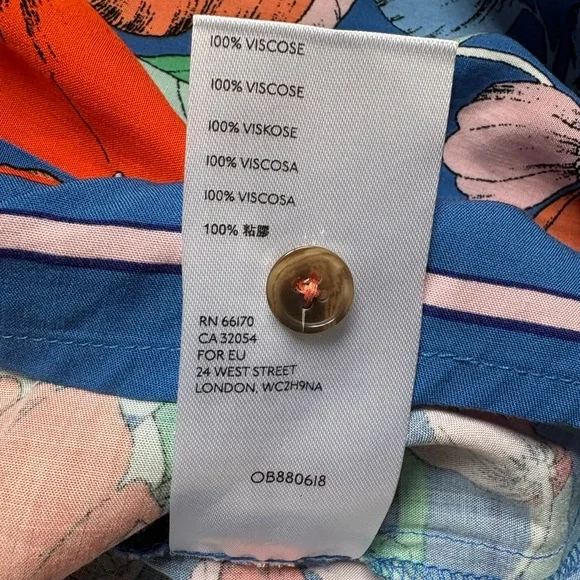 100% VISCOSE
100% VISCOSE
100% VISKOSE
100% VISCOSA
100% VISCOSA
100% 粘膠
RN 66170
CA 32054
FOR EU
24 WEST STREET
LONDON, WC2H9NA
OB880618